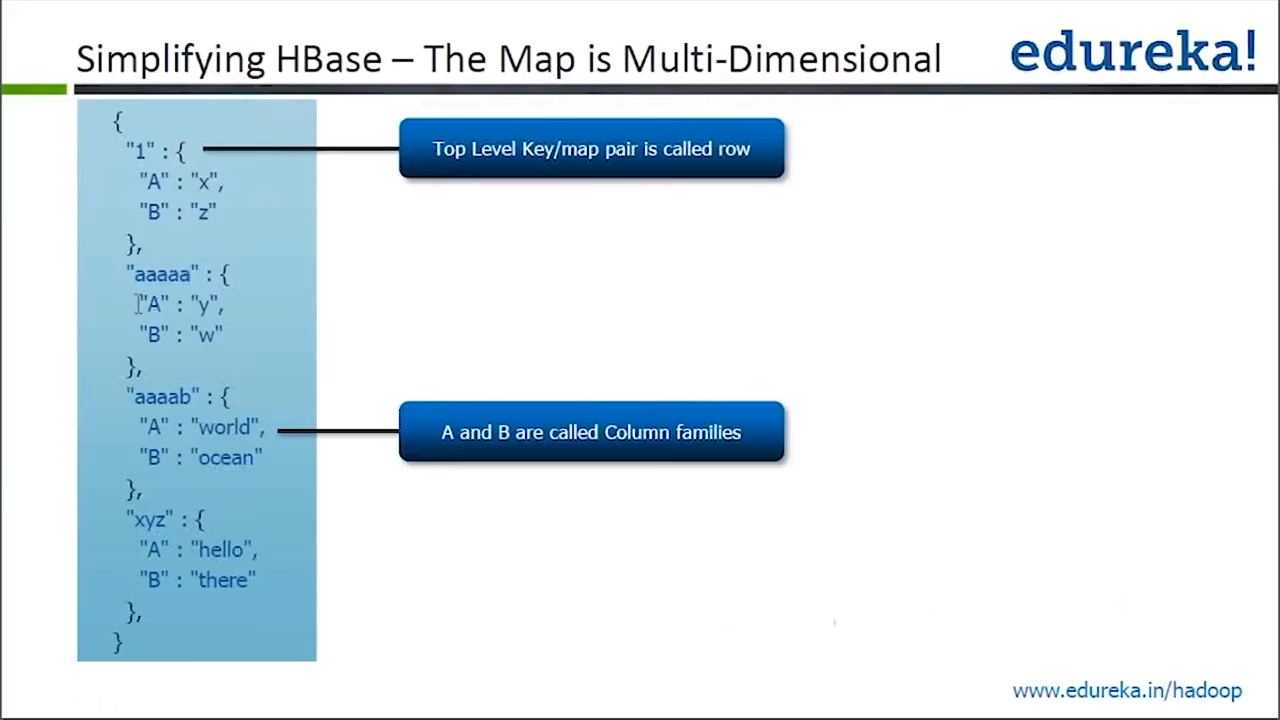 Simplifying HBase – The Map is Multi-Dimensional
edureka!
{
"1" : {
"A" : "x",
"B" : "z"
},
"aaaaa" : {
"A" : "y",
"B" : "w"
},
"aaaab" : {
"A" : "world",
"B" : "ocean"
},
"xyz" : {
"A" : "hello",
"B" : "there"
},
}
Top Level Key/map pair is called row
A and B are called Column families
www.edureka.in/hadoop